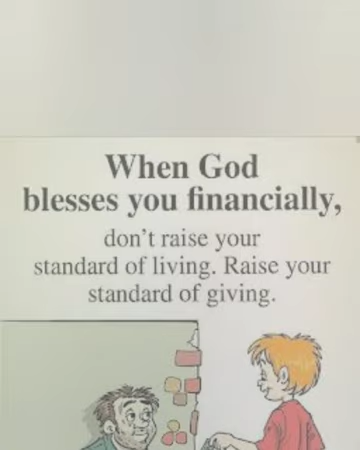 When God
blesses you financially,
don't raise your
standard of living. Raise your
standard of giving.